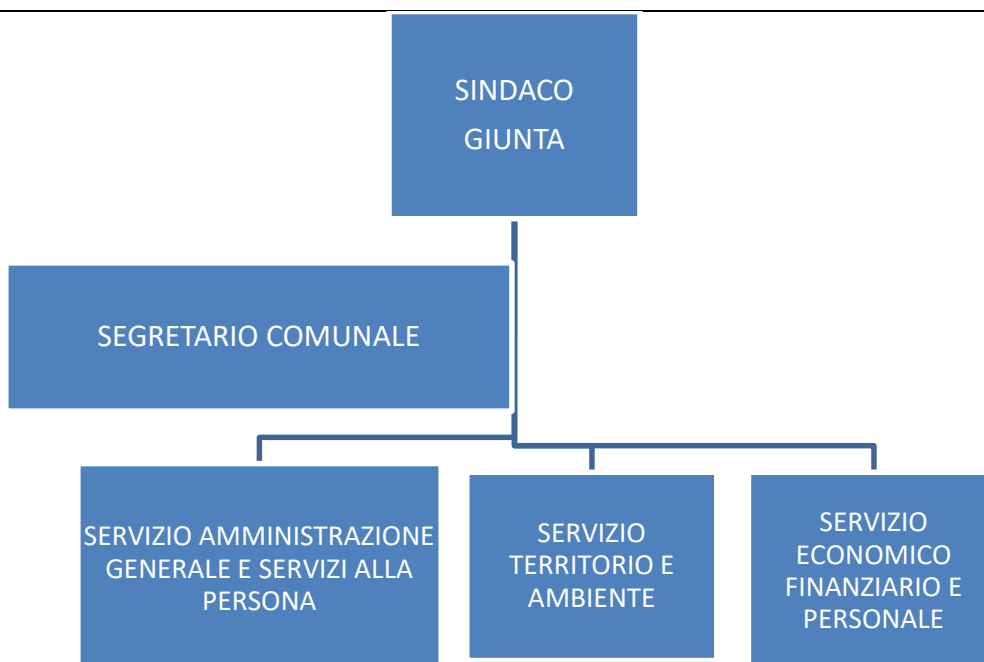 SINDACO
GIUNTA
SEGRETARIO COMUNALE
SERVIZIO AMMINISTRAZIONE
GENERALE E SERVIZI ALLA
PERSONA
SERVIZIO
TERRITORIO E
AMBIENTE
SERVIZIO
ECONOMICO
FINANZIARIO E
PERSONALE